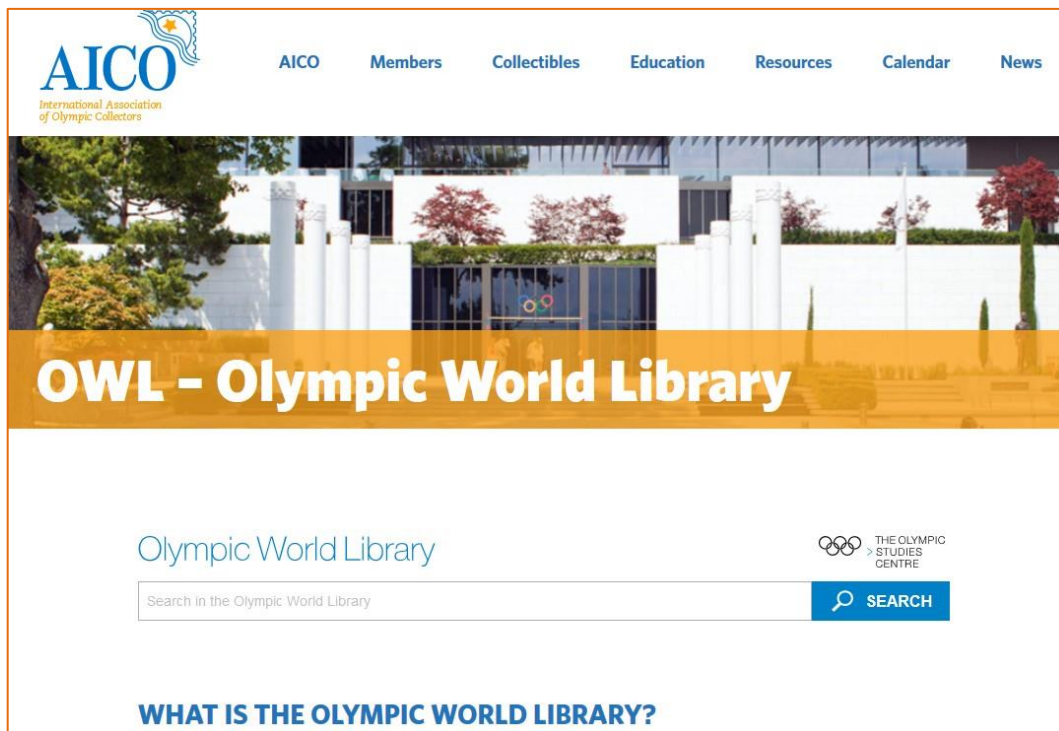 AICO
International Association
of Olympic Collectors
AICO Members Collectibles Education Resources Calendar News
OWL – Olympic World Library
Olympic World Library
THE OLYMPIC
> STUDIES
CENTRE
Search in the Olympic World Library
SEARCH
WHAT IS THE OLYMPIC WORLD LIBRARY?